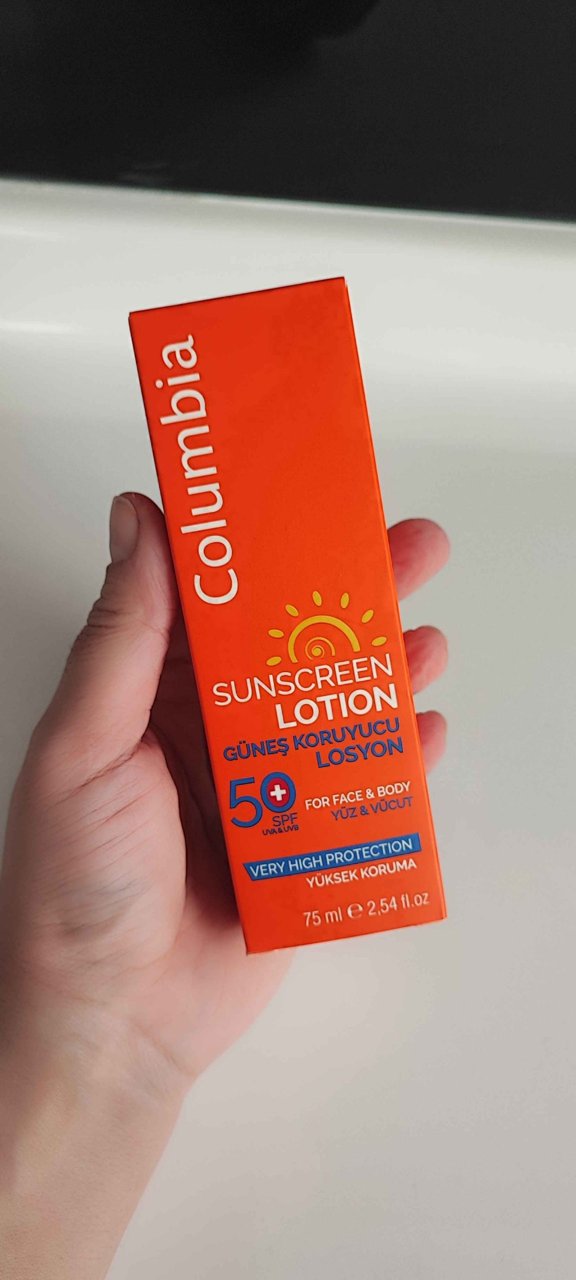 Columbia
SUNSCREEN
LOTION
GÜNEŞ KORUYUCU
LOSYON
50+
SPF
UVA & UVB
FOR FACE & BODY
YÜZ & VÜCUT
VERY HIGH PROTECTION
YÜKSEK KORUMA
75 ml ℮ 2,54 fl.oz